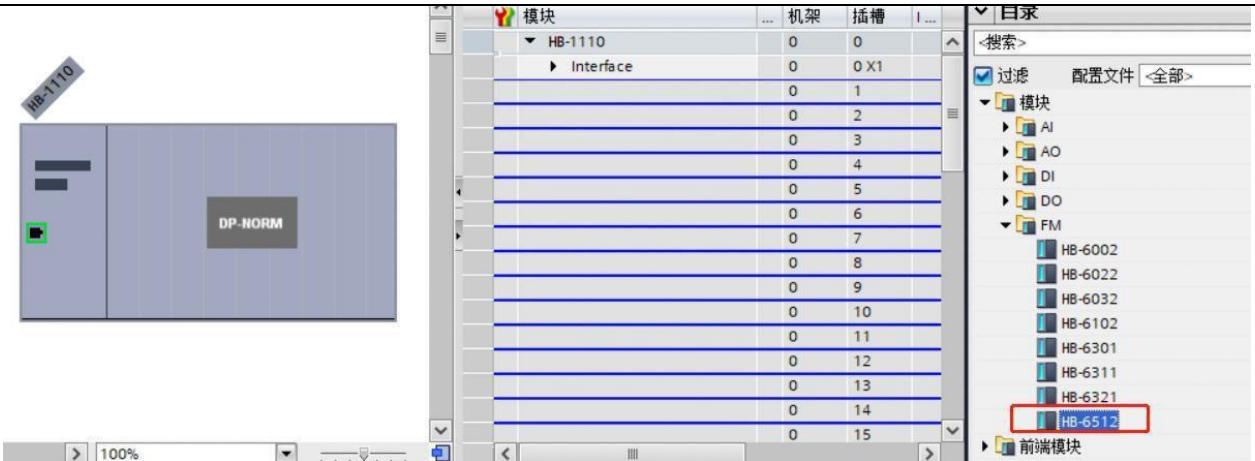 HB-1110
DP-NORM
100%
模块 ... 机架 插槽 I ...
HB-1110 0 0
Interface 0 0 X1
0 1
0 2
0 3
0 4
0 5
0 6
0 7
0 8
0 9
0 10
0 11
0 12
0 13
0 14
0 15
目录
<搜索>
过滤 配置文件 <全部>
模块
AI
AO
DI
DO
FM
HB-6002
HB-6022
HB-6032
HB-6102
HB-6301
HB-6311
HB-6321
HB-6512
前端模块